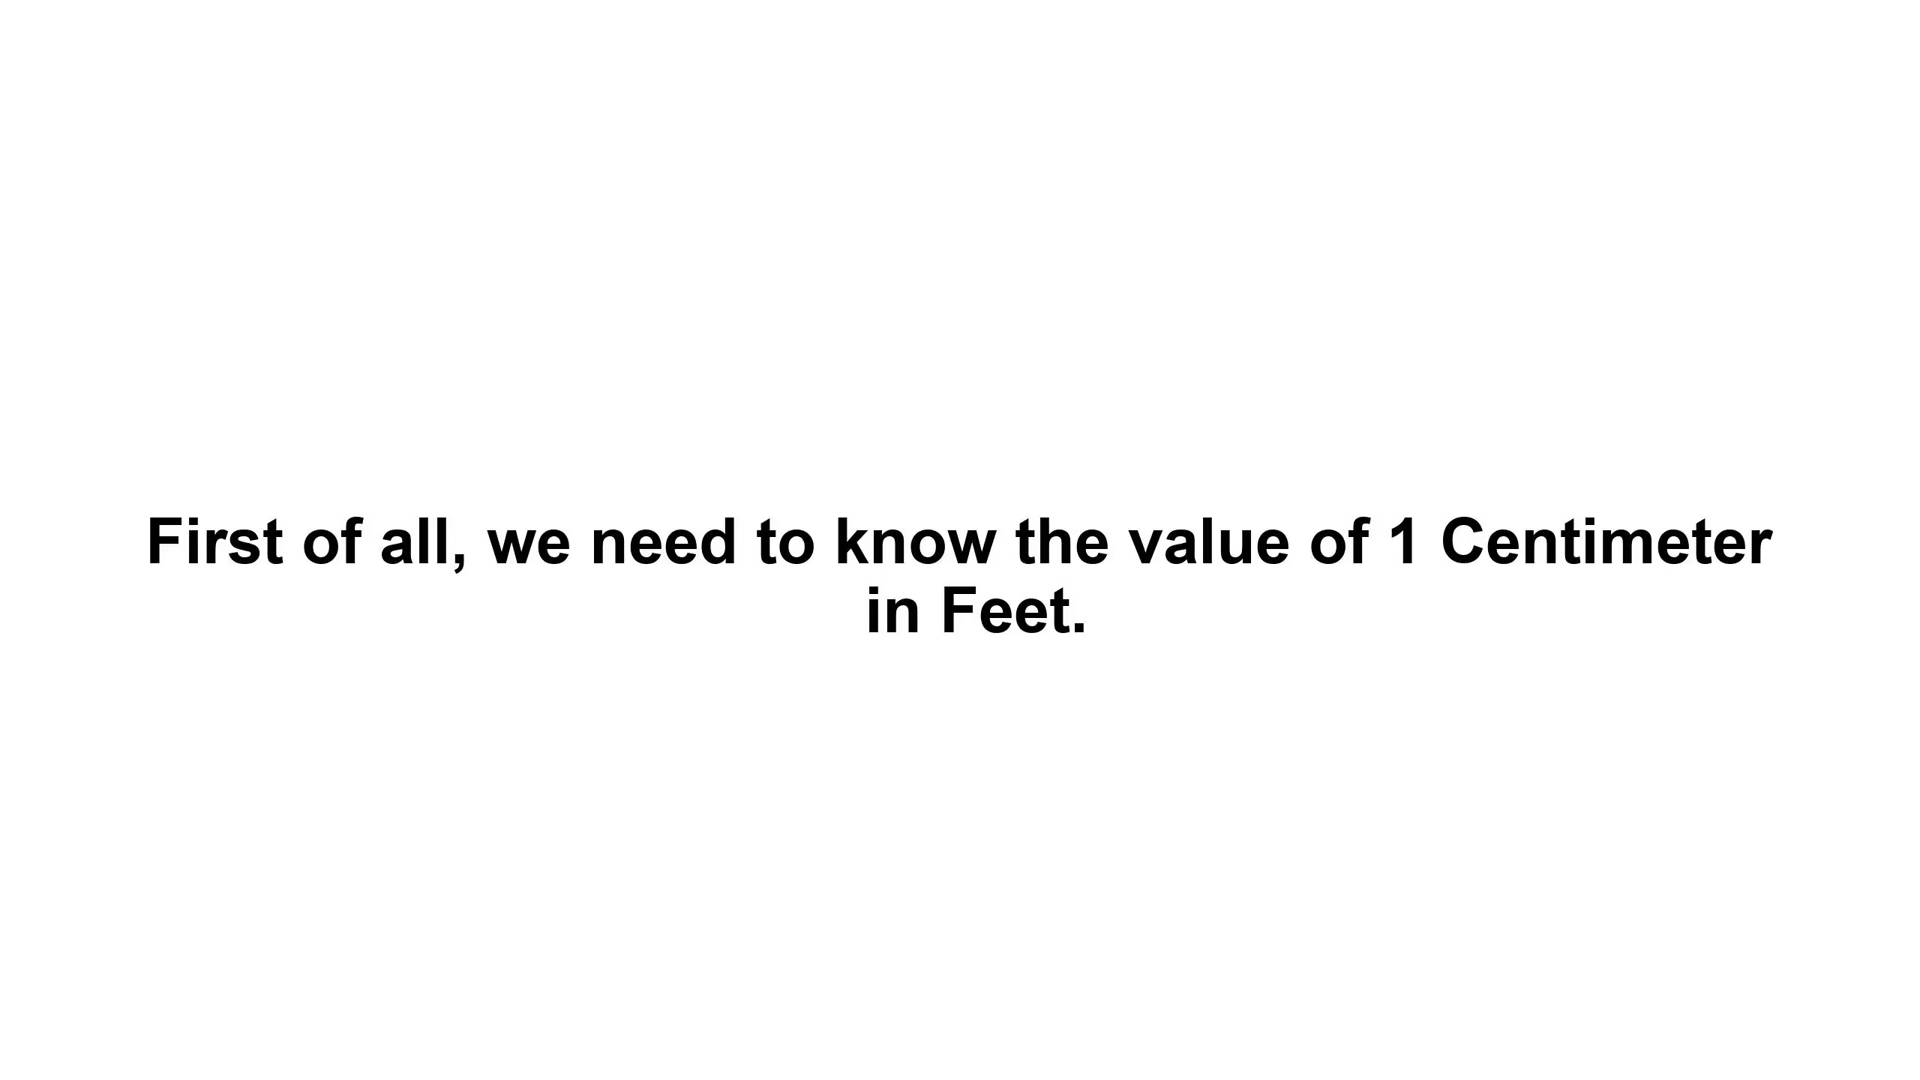 First of all, we need to know the value of 1 Centimeter
in Feet.